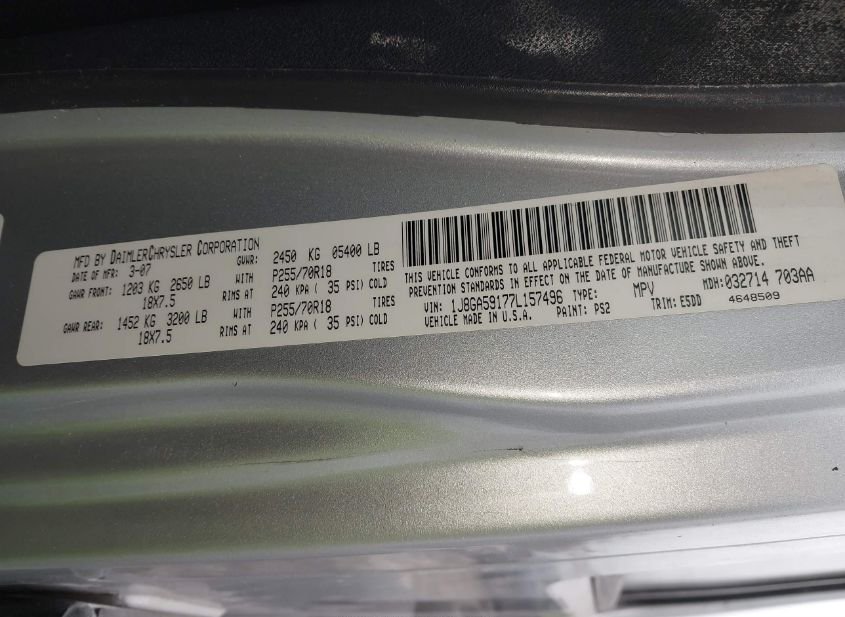 MFD BY DAIMLERCHRYSLER CORPORATION
DATE OF MFR: 3-07 GVWR: 2450 KG 05400 LB
GAWR FRONT: 1203 KG 2650 LB WITH P255/70R18 TIRES
18X7.5 RIMS AT 240 KPA ( 35 PSI) COLD
GAWR REAR: 1452 KG 3200 LB WITH P255/70R18 TIRES
18X7.5 RIMS AT 240 KPA ( 35 PSI) COLD
THIS VEHICLE CONFORMS TO ALL APPLICABLE FEDERAL MOTOR VEHICLE SAFETY AND THEFT
PREVENTION STANDARDS IN EFFECT ON THE DATE OF MANUFACTURE SHOWN ABOVE.
VIN: 1J8GA59177L157496 TYPE: MPV MDH: 032714 703AA
VEHICLE MADE IN U.S.A. PAINT: PS2 TRIM: E5DD 4648509